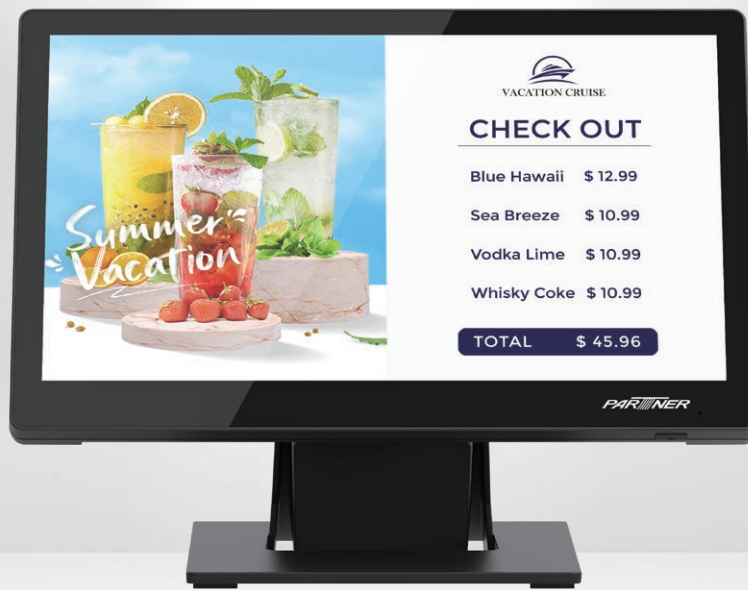 Summer
Vacation
VACATION CRUISE
CHECK OUT
Blue Hawaii $ 12.99
Sea Breeze $ 10.99
Vodka Lime $ 10.99
Whisky Coke $ 10.99
TOTAL $ 45.96
PARTNER